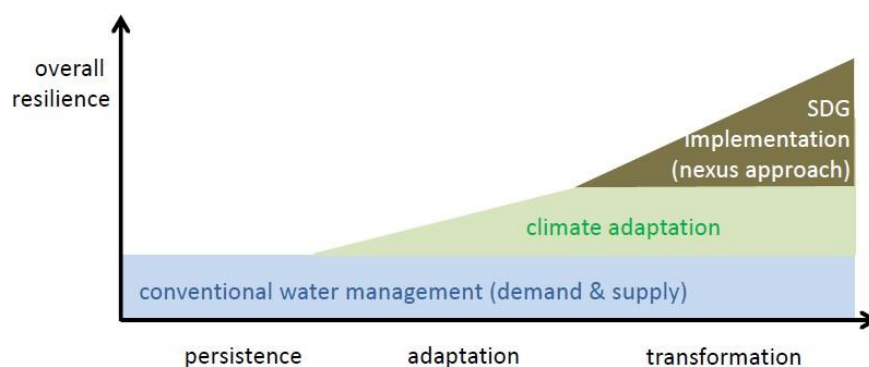 overall
resilience
SDG
implementation
(nexus approach)
climate adaptation
conventional water management (demand & supply)
persistence adaptation transformation